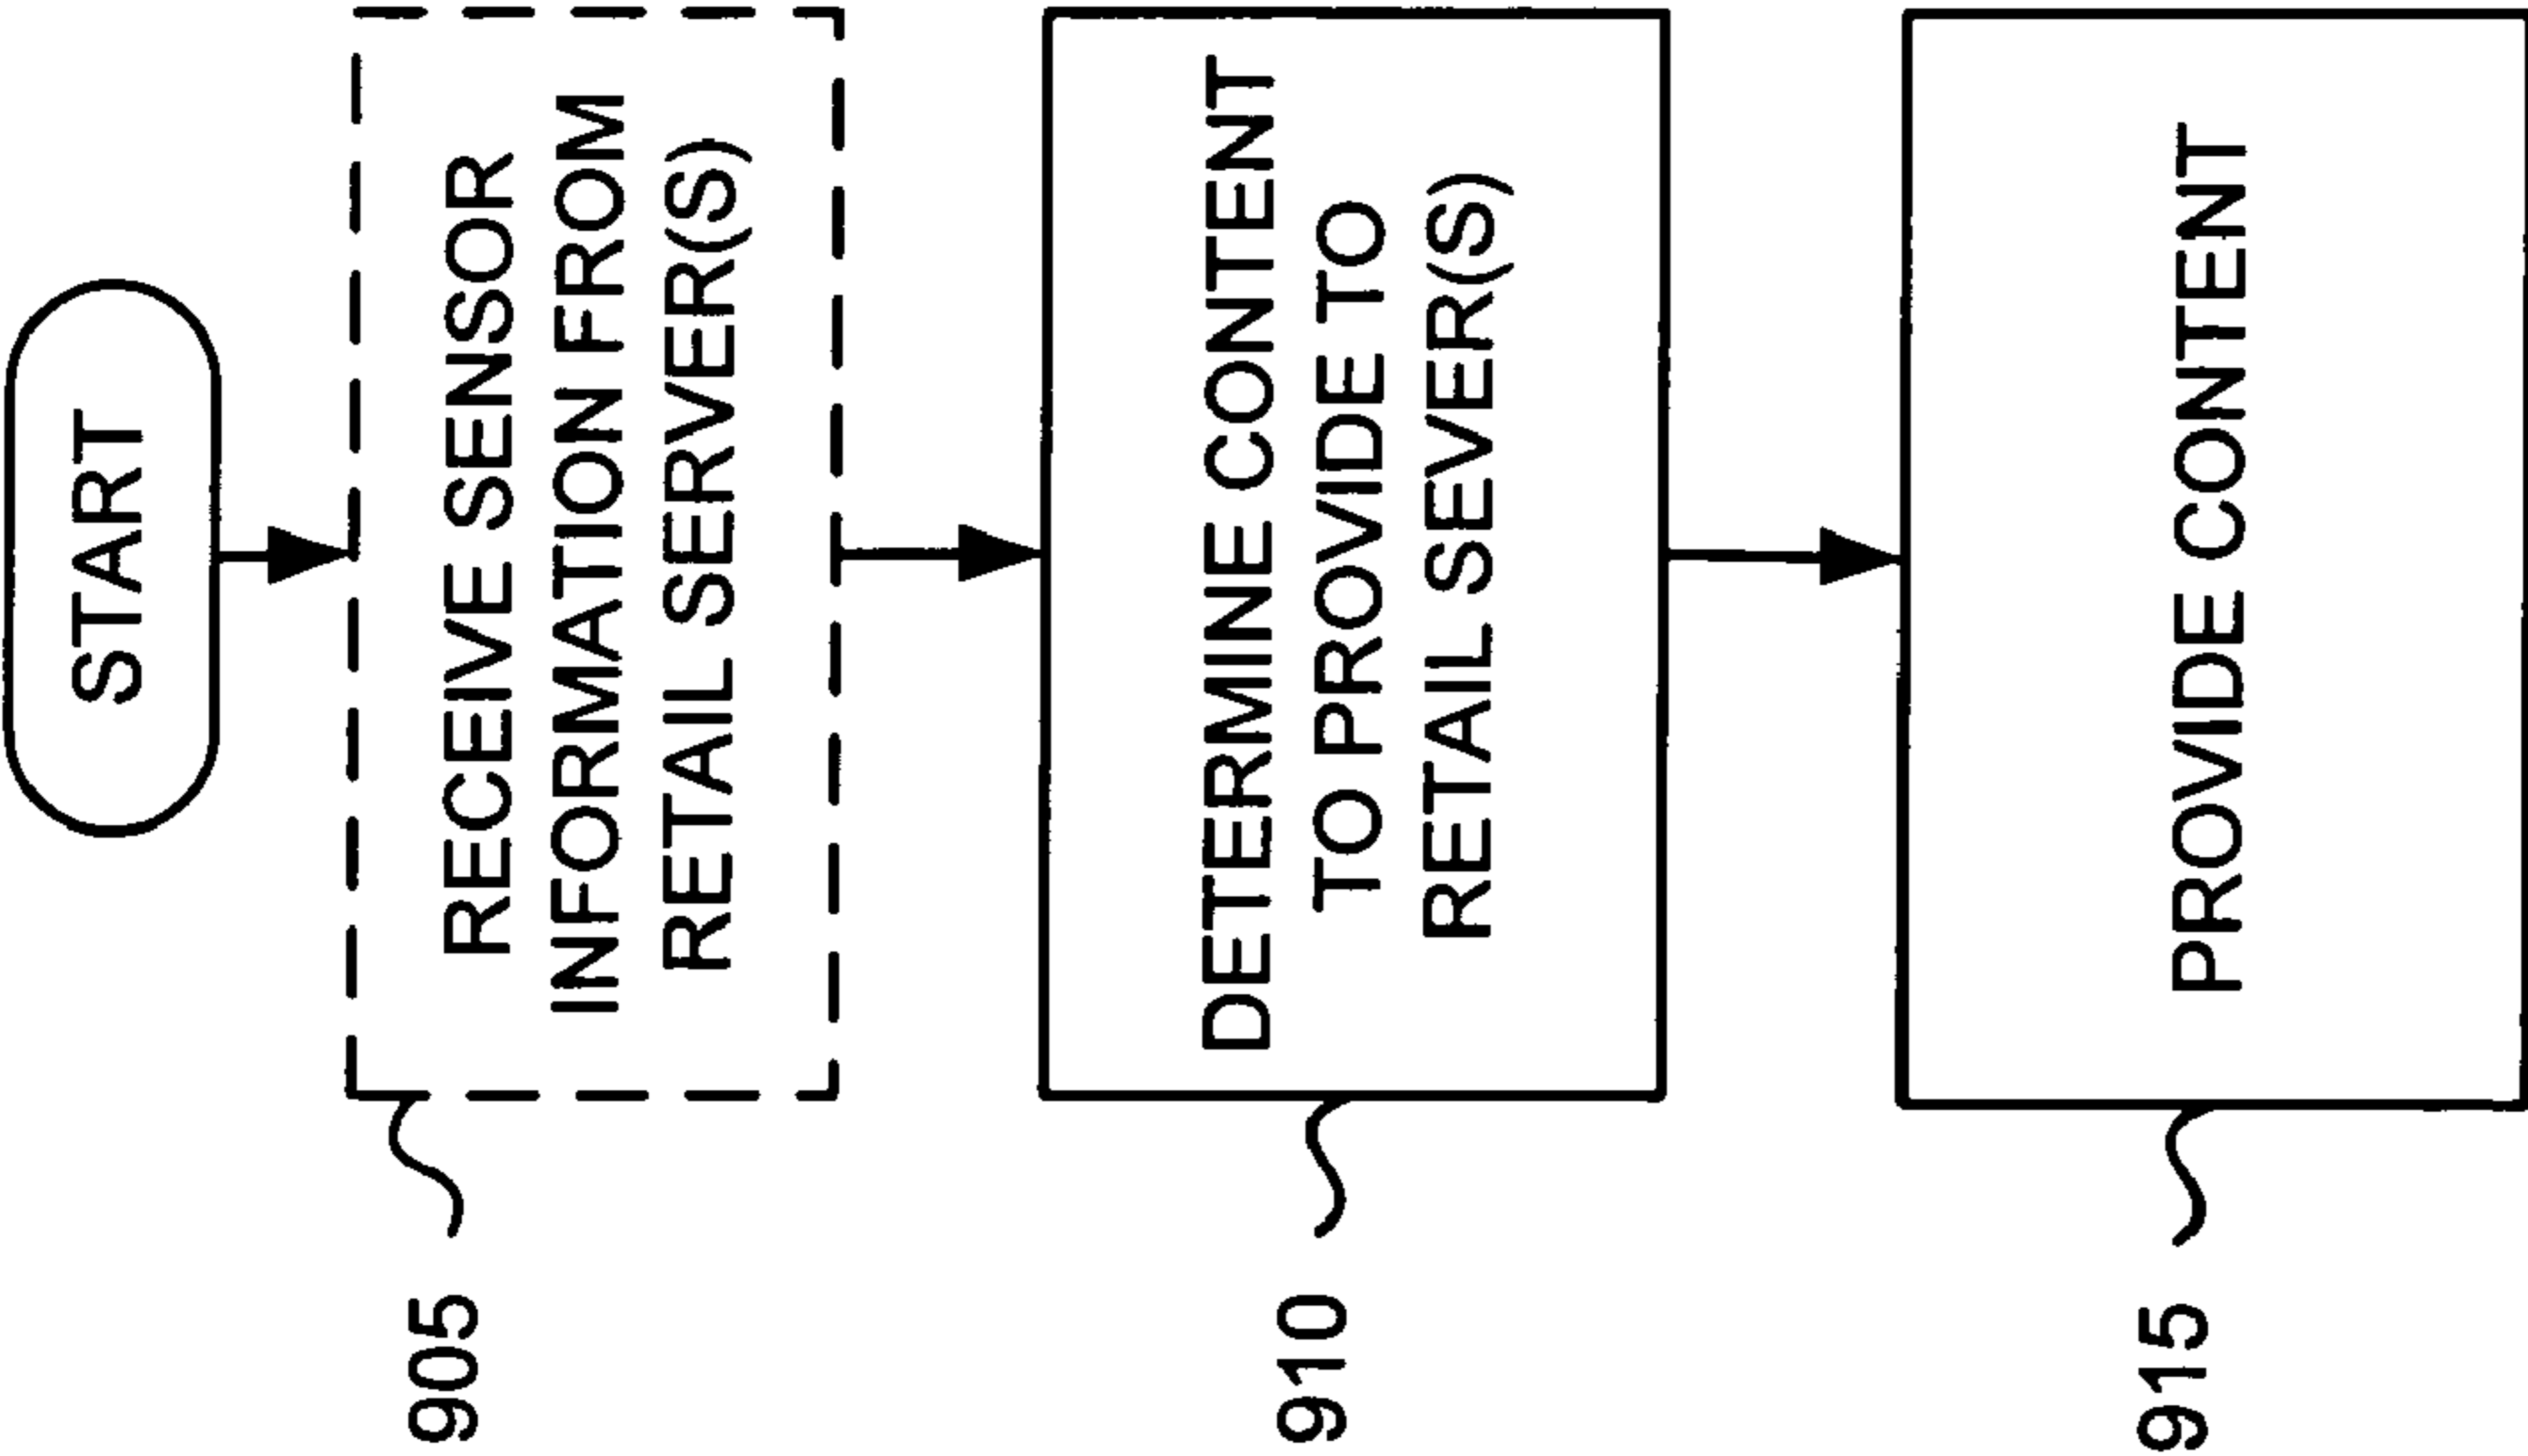 START
RECEIVE SENSOR
INFORMATION FROM
RETAIL SERVER(S)
905
DETERMINE CONTENT
TO PROVIDE TO
RETAIL SEVER(S)
910
PROVIDE CONTENT
915